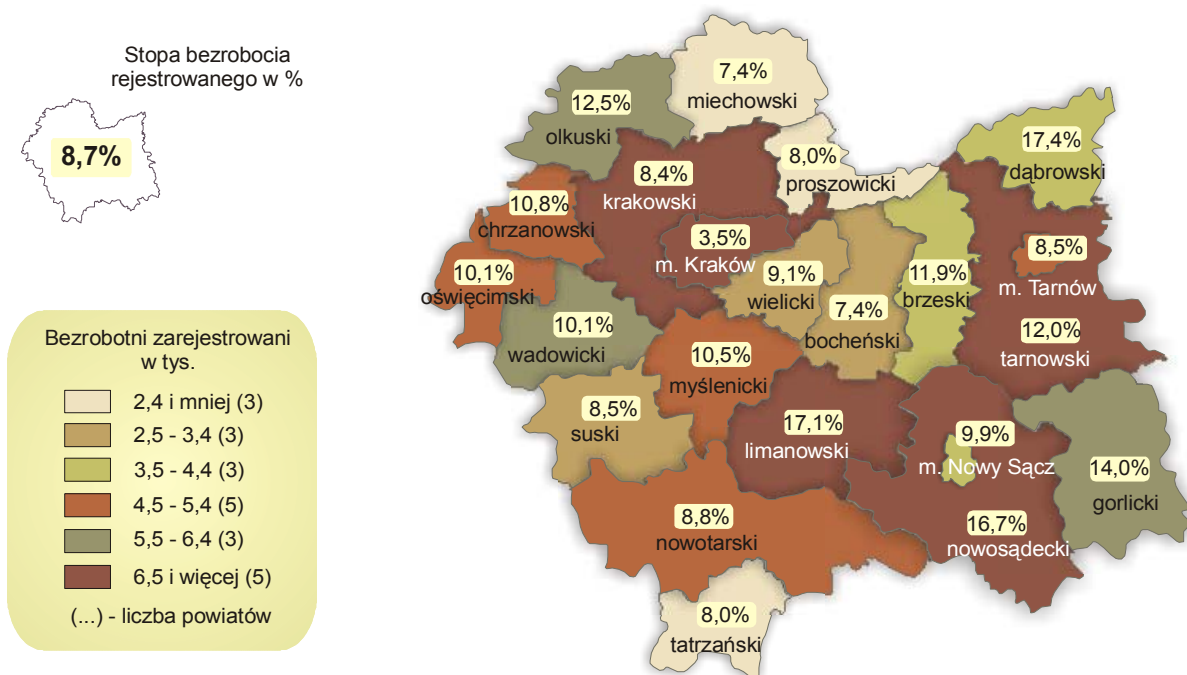 Stopa bezrobocia
rejestrowanego w %
8,7%
Bezrobotni zarejestrowani
w tys.
2,4 i mniej (3)
2,5 - 3,4 (3)
3,5 - 4,4 (3)
4,5 - 5,4 (5)
5,5 - 6,4 (3)
6,5 i więcej (5)
(...) - liczba powiatów
7,4%
miechowski
12,5%
olkuski
17,4%
dąbrowski
8,0%
proszowicki
8,4%
krakowski
10,8%
chrzanowski
3,5%
m. Kraków
8,5%
m. Tarnów
10,1%
oświęcimski
9,1%
wielicki
11,9%
brzeski
7,4%
bocheński
10,1%
wadowicki
12,0%
tarnowski
10,5%
myślenicki
8,5%
suski
17,1%
limanowski
9,9%
m. Nowy Sącz
14,0%
gorlicki
8,8%
nowotarski
16,7%
nowosądecki
8,0%
tatrzański